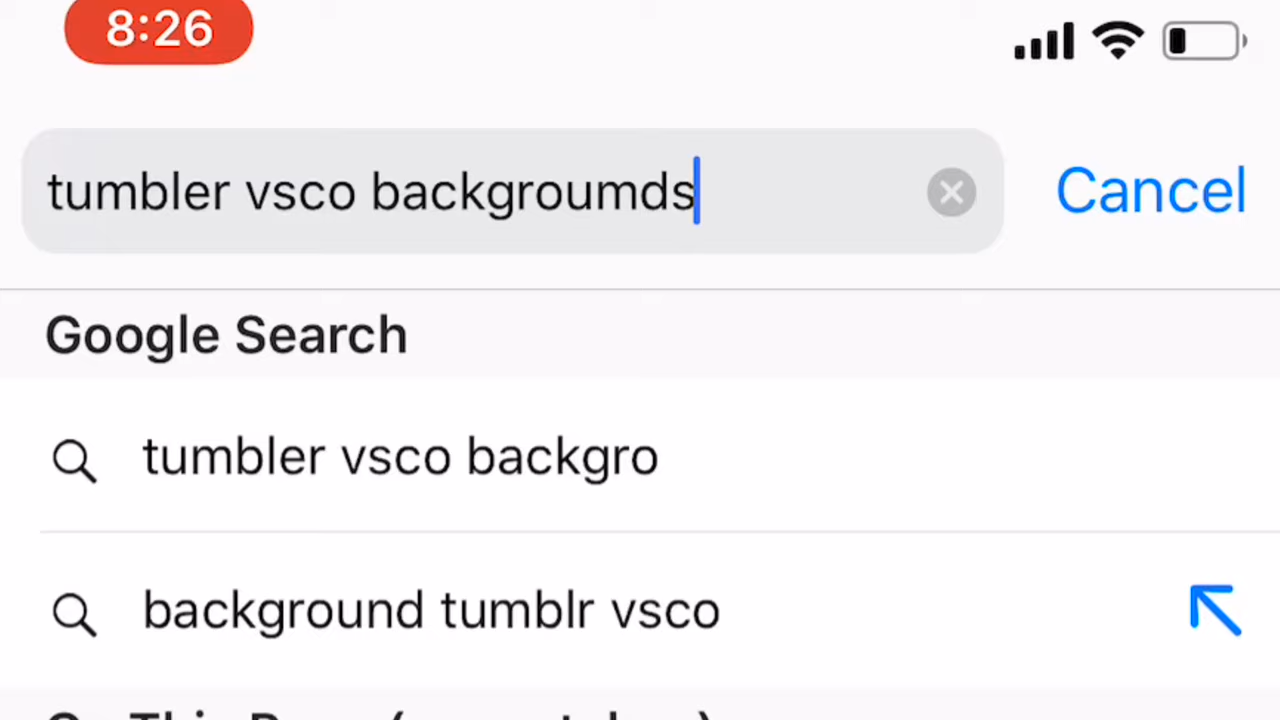 8:26
tumbler vsco backgroumds
Cancel
Google Search
tumbler vsco backgro
background tumblr vsco